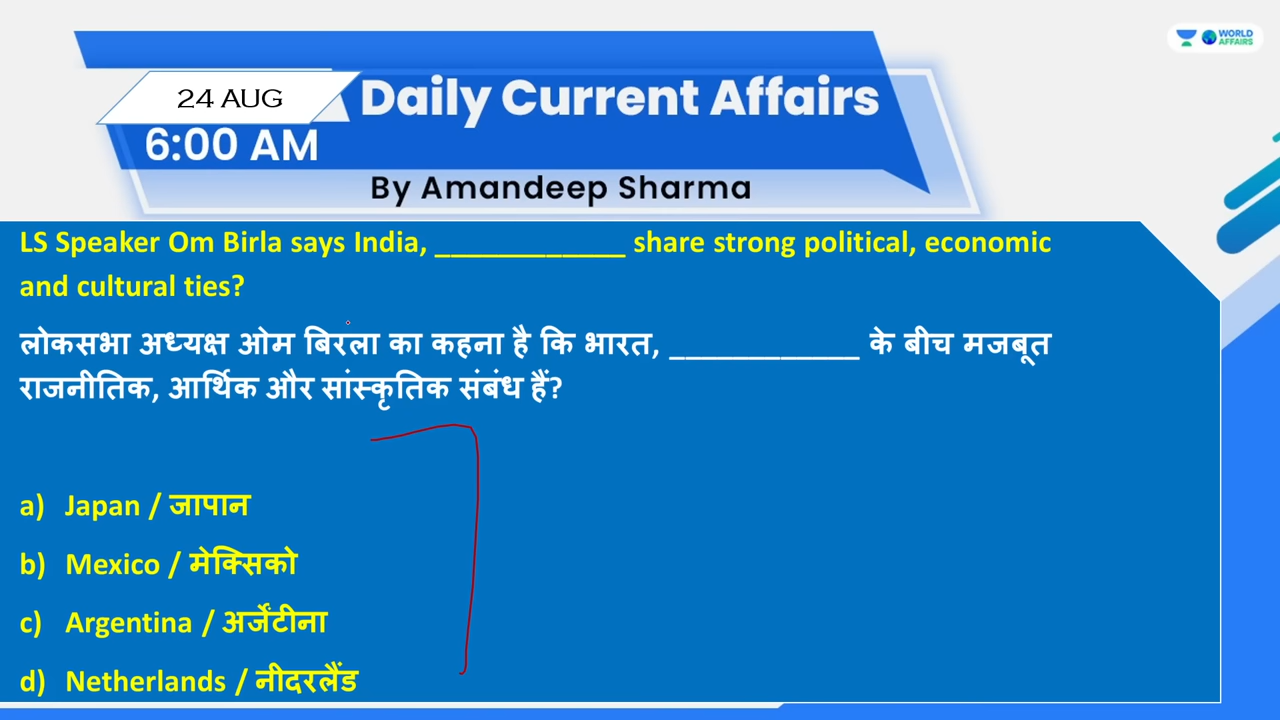 WORLD
AFFAIRS
24 AUG
Daily Current Affairs
6:00 AM
By Amandeep Sharma
LS Speaker Om Birla says India, _____________ share strong political, economic
and cultural ties?
लोकसभा अध्यक्ष ओम बिरला का कहना है कि भारत, _____________ के बीच मजबूत
राजनीतिक, आर्थिक और सांस्कृतिक संबंध हैं?
a) Japan / जापान
b) Mexico / मेक्सिको
c) Argentina / अर्जेंटीना
d) Netherlands / नीदरलैंड